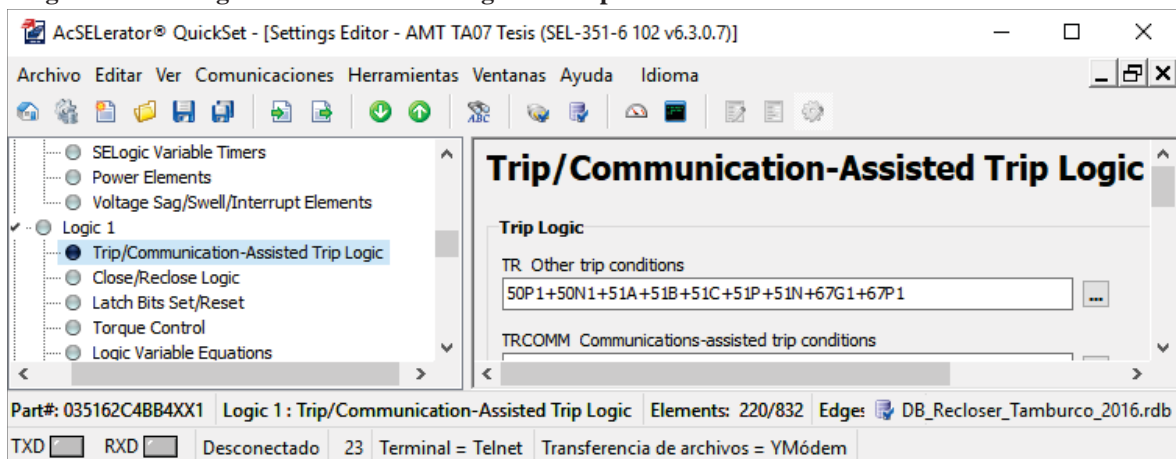 AcSELerator® QuickSet - [Settings Editor - AMT TA07 Tesis (SEL-351-6 102 v6.3.0.7)]
Archivo Editar Ver Comunicaciones Herramientas Ventanas Ayuda Idioma
ABC
SELogic Variable Timers
Power Elements
Voltage Sag/Swell/Interrupt Elements
Logic 1
Trip/Communication-Assisted Trip Logic
Close/Reclose Logic
Latch Bits Set/Reset
Torque Control
Logic Variable Equations
Trip/Communication-Assisted Trip Logic
Trip Logic
TR Other trip conditions
50P1+50N1+51A+51B+51C+51P+51N+67G1+67P1
...
TRCOMM Communications-assisted trip conditions
Part#: 035162C4BB4XX1 Logic 1 : Trip/Communication-Assisted Trip Logic Elements: 220/832 Edges DB_Recloser_Tamburco_2016.rdb
TXD RXD Desconectado 23 Terminal = Telnet Transferencia de archivos = YMódem